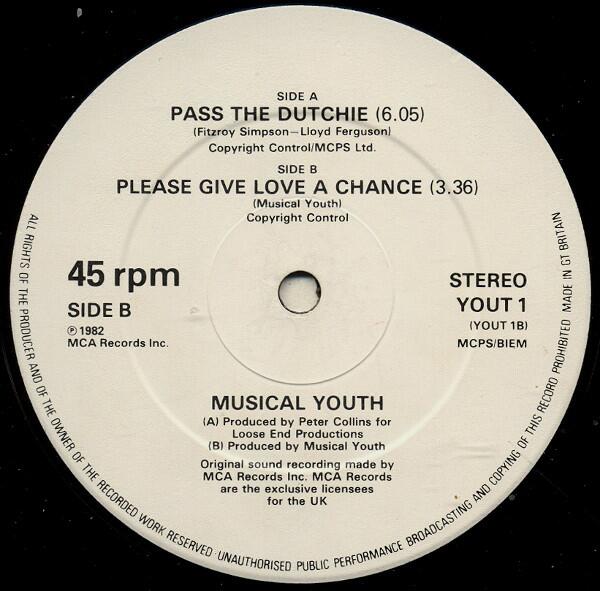 SIDE A
PASS THE DUTCHIE (6.05)
(Fitzroy Simpson—Lloyd Ferguson)
Copyright Control/MCPS Ltd.
SIDE B
PLEASE GIVE LOVE A CHANCE (3.36)
(Musical Youth)
Copyright Control
45 rpm
SIDE B
℗ 1982
MCA Records Inc.
STEREO
YOUT 1
(YOUT 1B)
MCPS/BIEM
MUSICAL YOUTH
(A) Produced by Peter Collins for
Loose End Productions
(B) Produced by Musical Youth
Original sound recording made by
MCA Records Inc. MCA Records
are the exclusive licensees
for the UK
ALL RIGHTS OF THE PRODUCER AND OF THE OWNER OF THE RECORDED WORK RESERVED · UNAUTHORISED PUBLIC PERFORMANCE BROADCASTING AND COPYING OF THIS RECORD PROHIBITED MADE IN GT BRITAIN